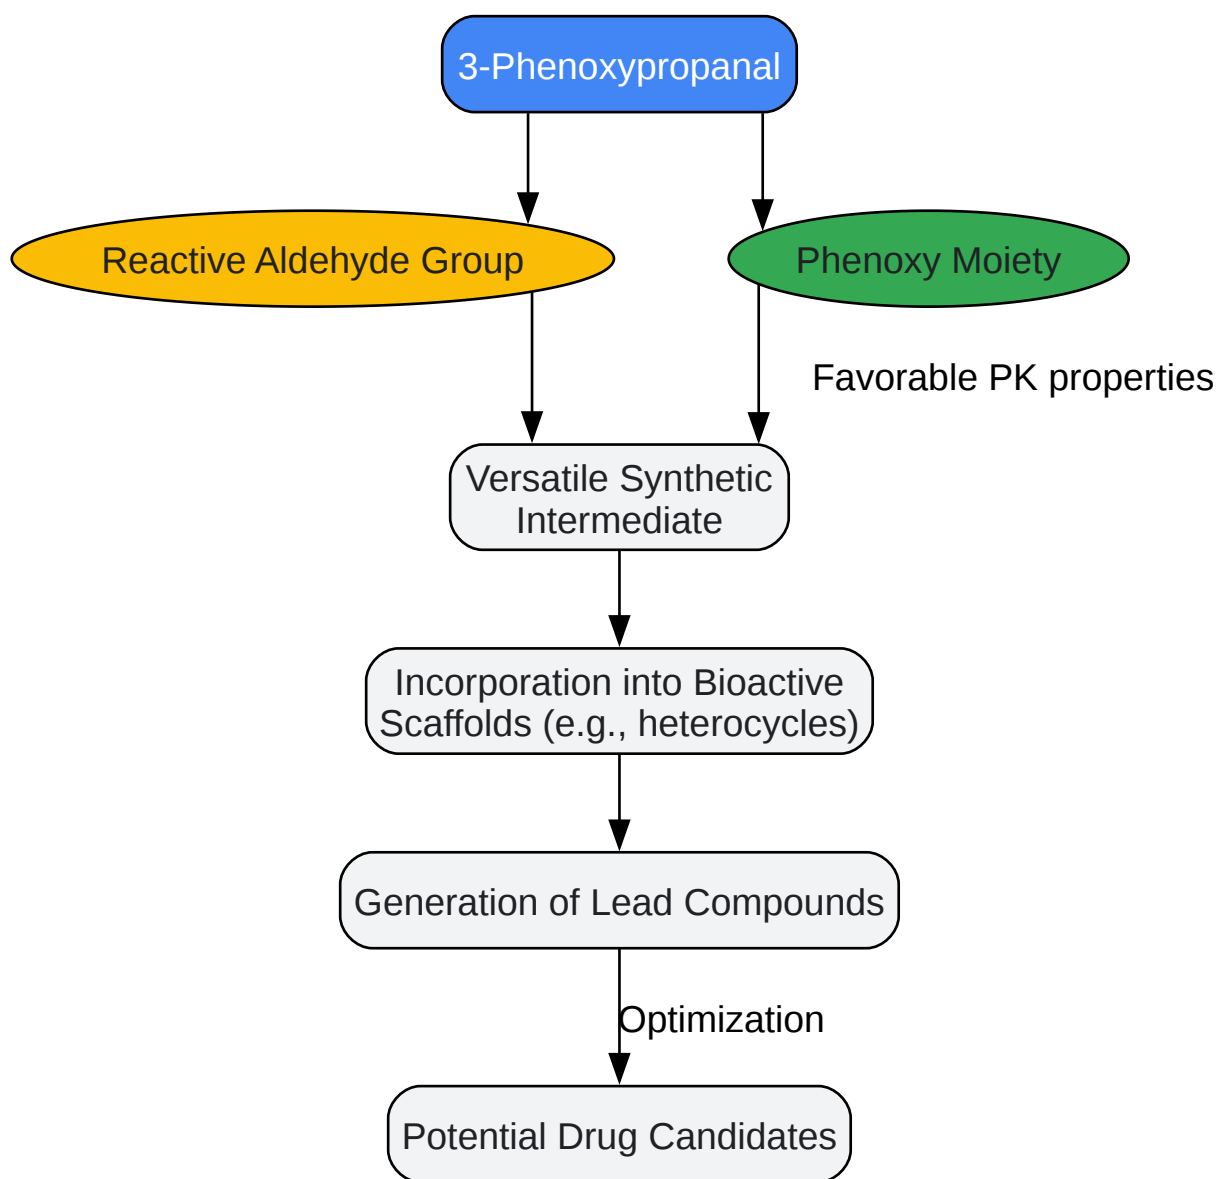 3-Phenoxypropanal
Reactive Aldehyde Group
Phenoxy Moiety
Favorable PK properties
Versatile Synthetic
Intermediate
Incorporation into Bioactive
Scaffolds (e.g., heterocycles)
Generation of Lead Compounds
Optimization
Potential Drug Candidates